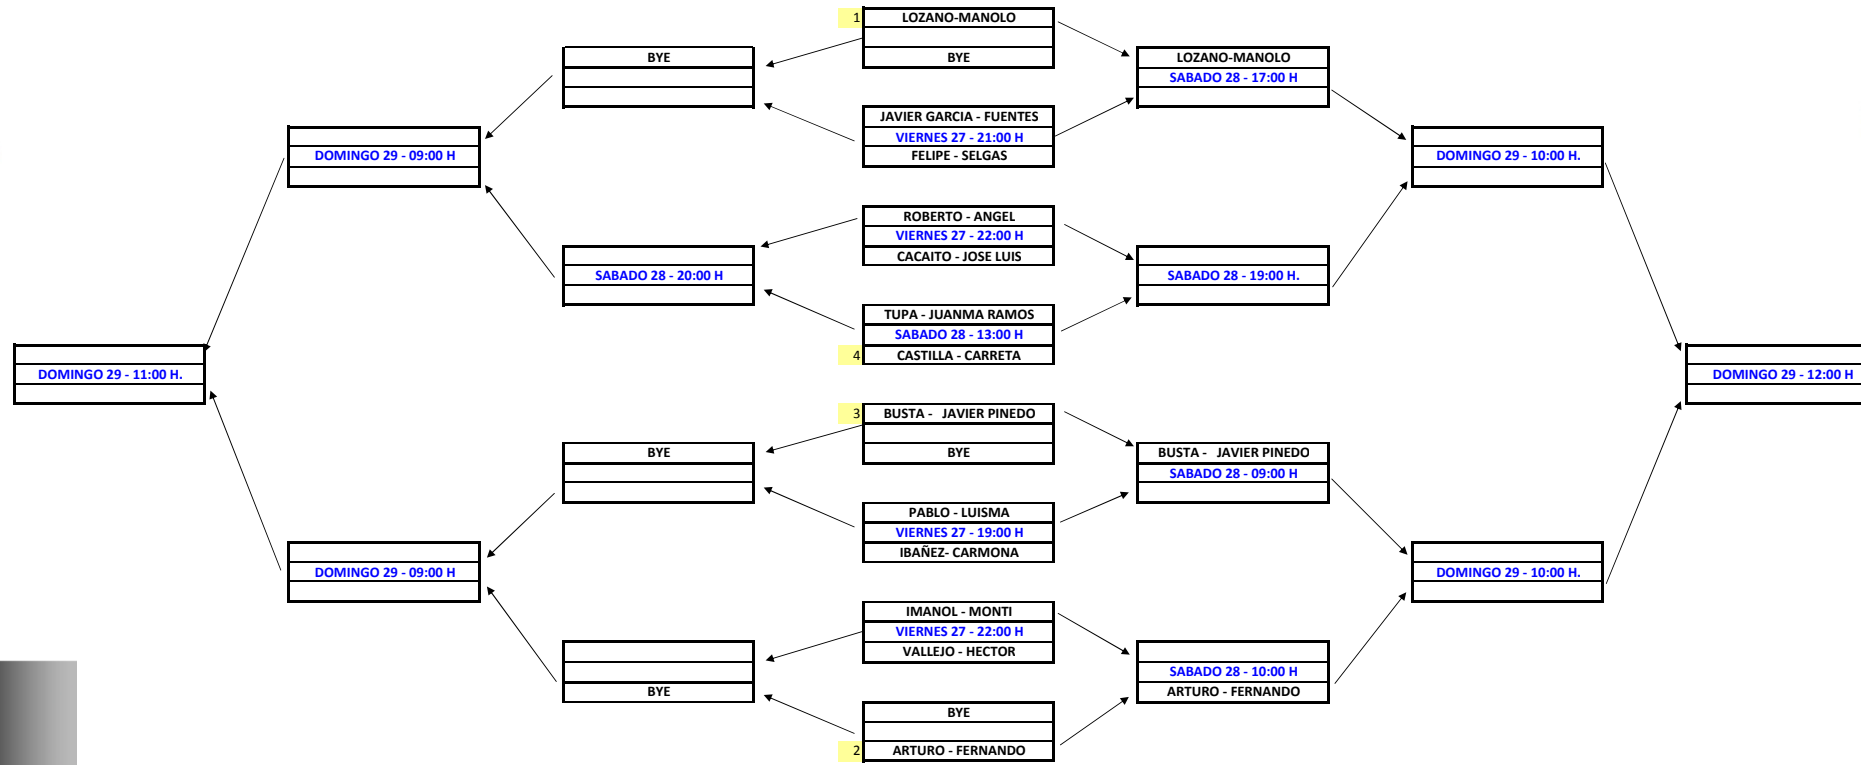 1 LOZANO-MANOLO
BYE
BYE
LOZANO-MANOLO
SABADO 28 - 17:00 H
JAVIER GARCIA - FUENTES
VIERNES 27 - 21:00 H
FELIPE - SELGAS
DOMINGO 29 - 09:00 H
DOMINGO 29 - 10:00 H.
ROBERTO - ANGEL
VIERNES 27 - 22:00 H
CACAITO - JOSE LUIS
SABADO 28 - 20:00 H
SABADO 28 - 19:00 H.
TUPA - JUANMA RAMOS
SABADO 28 - 13:00 H
4 CASTILLA - CARRETA
DOMINGO 29 - 11:00 H.
DOMINGO 29 - 12:00 H
3 BUSTA - JAVIER PINEDO
BYE
BYE
BUSTA - JAVIER PINEDO
SABADO 28 - 09:00 H
PABLO - LUISMA
VIERNES 27 - 19:00 H
IBAÑEZ- CARMONA
DOMINGO 29 - 09:00 H
DOMINGO 29 - 10:00 H.
IMANOL - MONTI
VIERNES 27 - 22:00 H
VALLEJO - HECTOR
BYE
SABADO 28 - 10:00 H
ARTURO - FERNANDO
BYE
2 ARTURO - FERNANDO